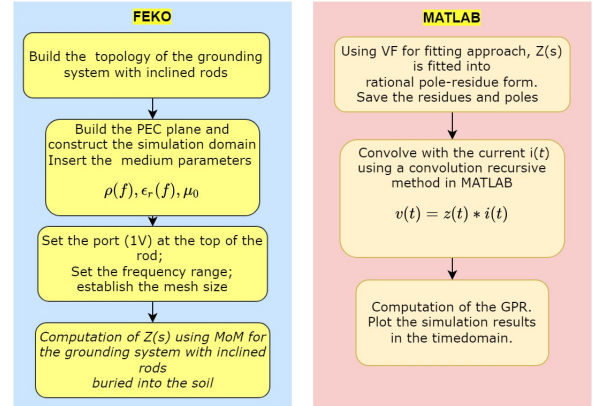 FEKO
Build the topology of the grounding
system with inclined rods
Build the PEC plane and
construct the simulation domain
Insert the medium parameters
ρ(f), ϵr(f), μ0
Set the port (1V) at the top of the
rod;
Set the frequency range;
establish the mesh size
Computation of Z(s) using MoM for
the grounding system with inclined
rods
buried into the soil
MATLAB
Using VF for fitting approach, Z(s)
is fitted into
rational pole-residue form.
Save the residues and poles
Convolve with the current i(t)
using a convolution recursive
method in MATLAB
v(t) = z(t) * i(t)
Computation of the GPR.
Plot the simulation results
in the timedomain.